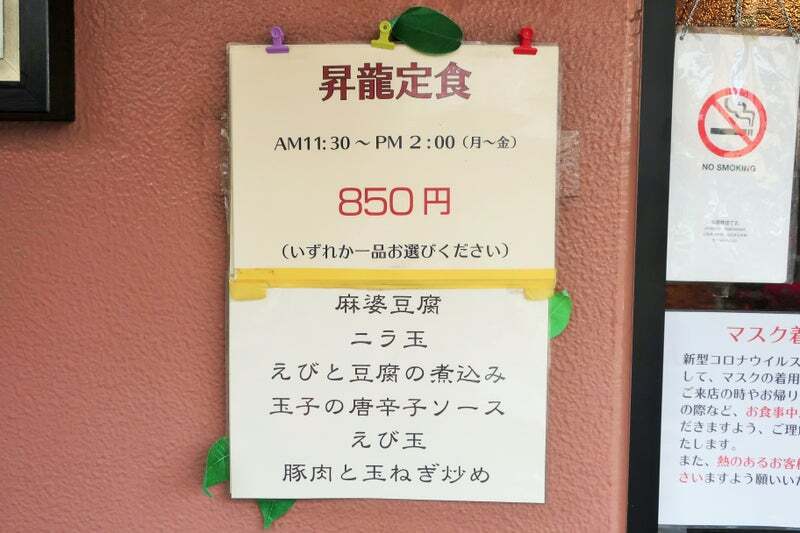 昇龍定食
AM11:30～PM 2:00（月～金）
850円
（いずれか一品お選びください）
麻婆豆腐
ニラ玉
えびと豆腐の煮込み
玉子の唐辛子ソース
えび玉
豚肉と玉ねぎ炒め
NO SMOKING
マスク着
新型コロナウイルス
して、マスクの着用
ご来店の時やお帰り
の際など、お食事中
だきますよう、ご理
たします。
また、熱のあるお客
さいますよう願いいた